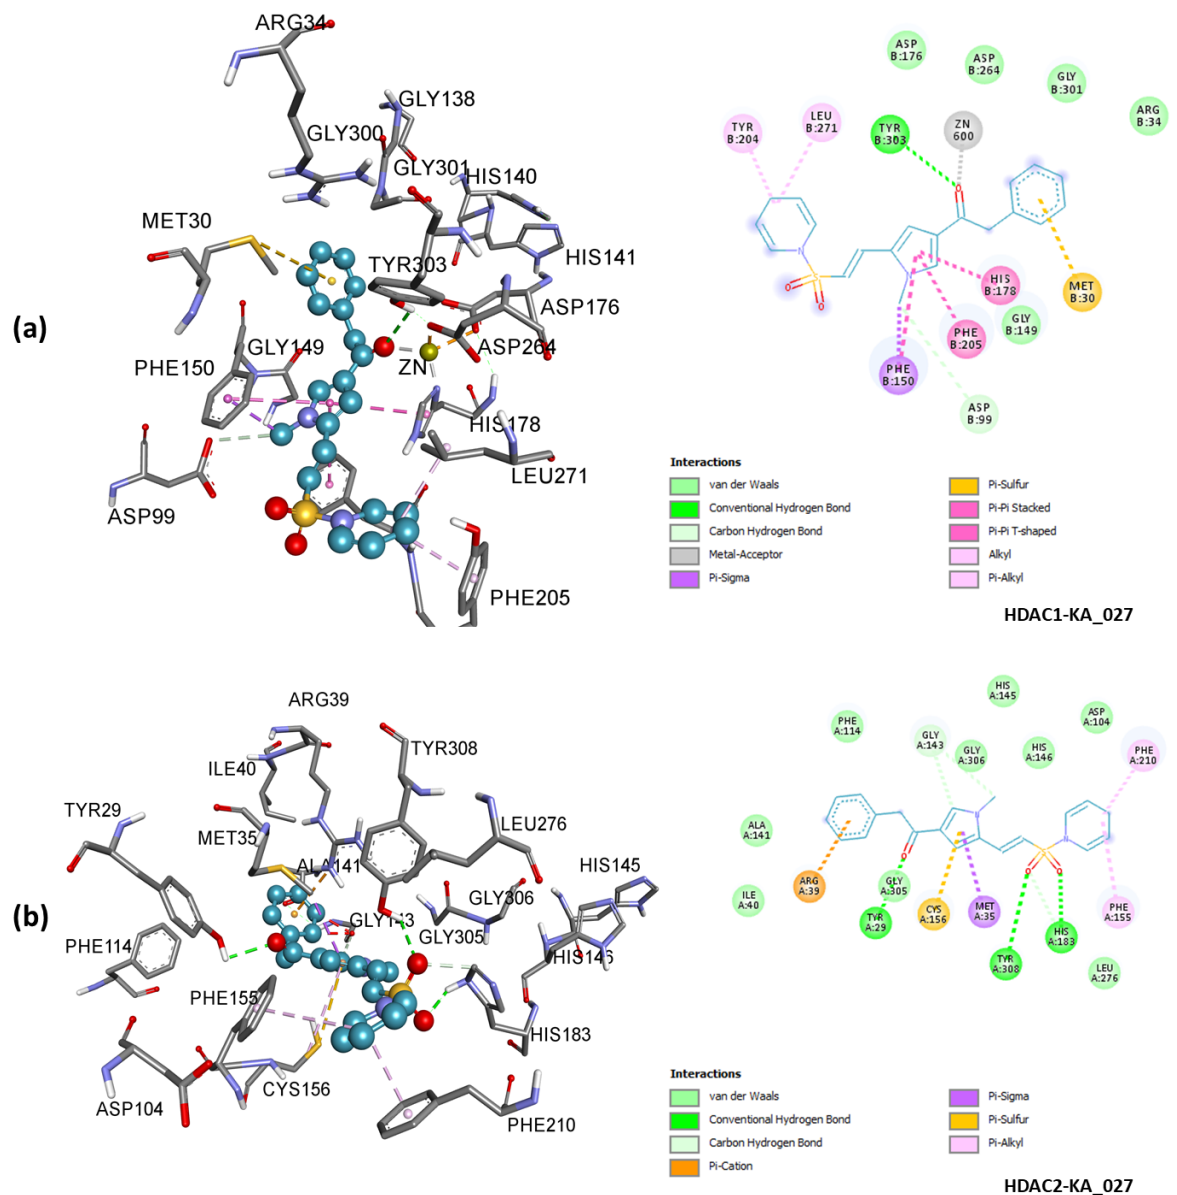 (a)
ARG34
GLY138
GLY300
GLY301
HIS140
MET30
HIS141
TYR303
ASP176
GLY149
ASP264
PHE150
ZN
HIS178
LEU271
ASP99
PHE205
ASP
B:176
ASP
B:264
GLY
B:301
ARG
B:34
TYR
B:204
LEU
B:271
TYR
B:303
ZN
600
N
S
O
O
O
N
HIS
B:178
MET
B:30
GLY
B:149
PHE
B:205
PHE
B:150
ASP
B:99
Interactions
van der Waals
Conventional Hydrogen Bond
Carbon Hydrogen Bond
Metal-Acceptor
Pi-Sigma
Pi-Sulfur
Pi-Pi Stacked
Pi-Pi T-shaped
Alkyl
Pi-Alkyl
HDAC1-KA_027
(b)
ARG39
TYR308
ILE40
TYR29
MET35
LEU276
ALA141
HIS145
GLY306
GLY143
GLY305
PHE114
HIS146
PHE155
HIS183
CYS156
ASP104
PHE210
HIS
A:145
PHE
A:114
GLY
A:143
GLY
A:306
HIS
A:146
ASP
A:104
PHE
A:210
ALA
A:141
N
S
N
O
O
O
ARG
A:39
GLY
A:305
ILE
A:40
TYR
A:29
CYS
A:156
MET
A:35
TYR
A:308
HIS
A:183
PHE
A:155
LEU
A:276
Interactions
van der Waals
Conventional Hydrogen Bond
Carbon Hydrogen Bond
Pi-Cation
Pi-Sigma
Pi-Sulfur
Pi-Alkyl
HDAC2-KA_027